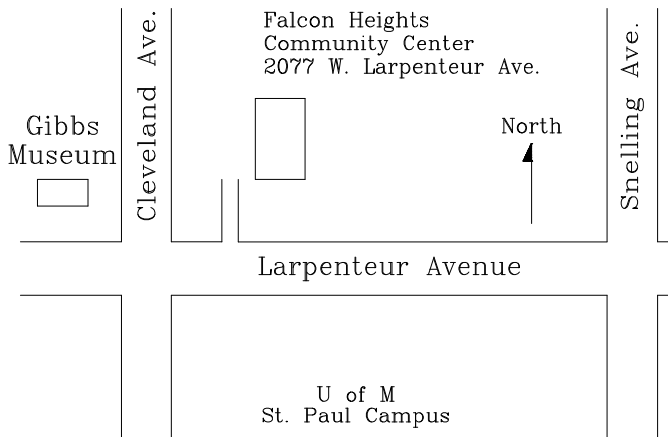 Falcon Heights
Community Center
2077 W. Larpenteur Ave.
Cleveland Ave.
Snelling Ave.
Gibbs
Museum
North
Larpenteur Avenue
U of M
St. Paul Campus